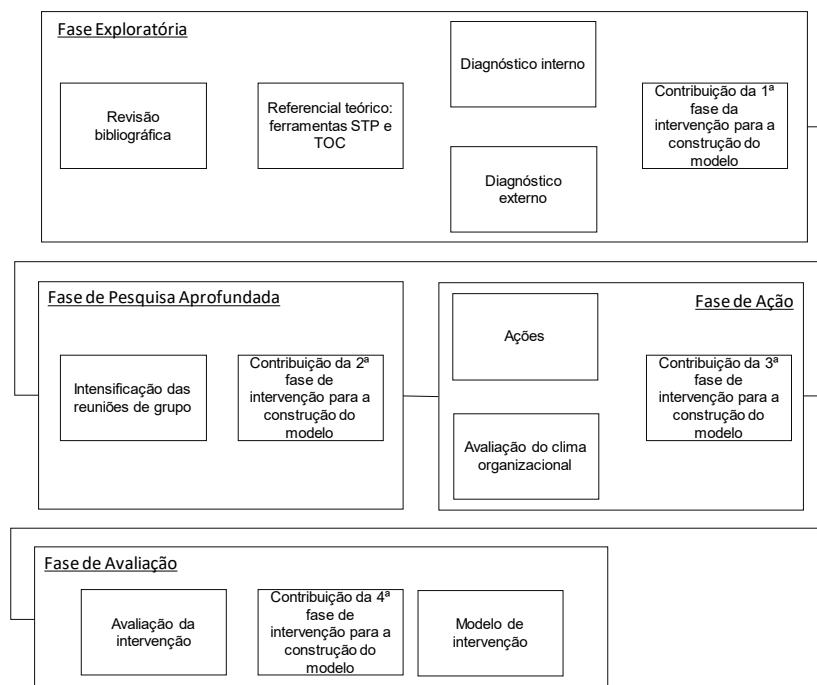 Fase Exploratória
Revisão
bibliográfica
Referencial teórico:
ferramentas STP e
TOC
Diagnóstico interno
Diagnóstico
externo
Contribuição da 1ª
fase da
intervenção para a
construção do
modelo
Fase de Pesquisa Aprofundada
Intensificação das
reuniões de grupo
Contribuição da 2ª
fase de
intervenção para a
construção do
modelo
Fase de Ação
Ações
Avaliação do clima
organizacional
Contribuição da 3ª
fase de
intervenção para a
construção do
modelo
Fase de Avaliação
Avaliação da
intervenção
Contribuição da 4ª
fase de
intervenção para a
construção do
modelo
Modelo de
intervenção